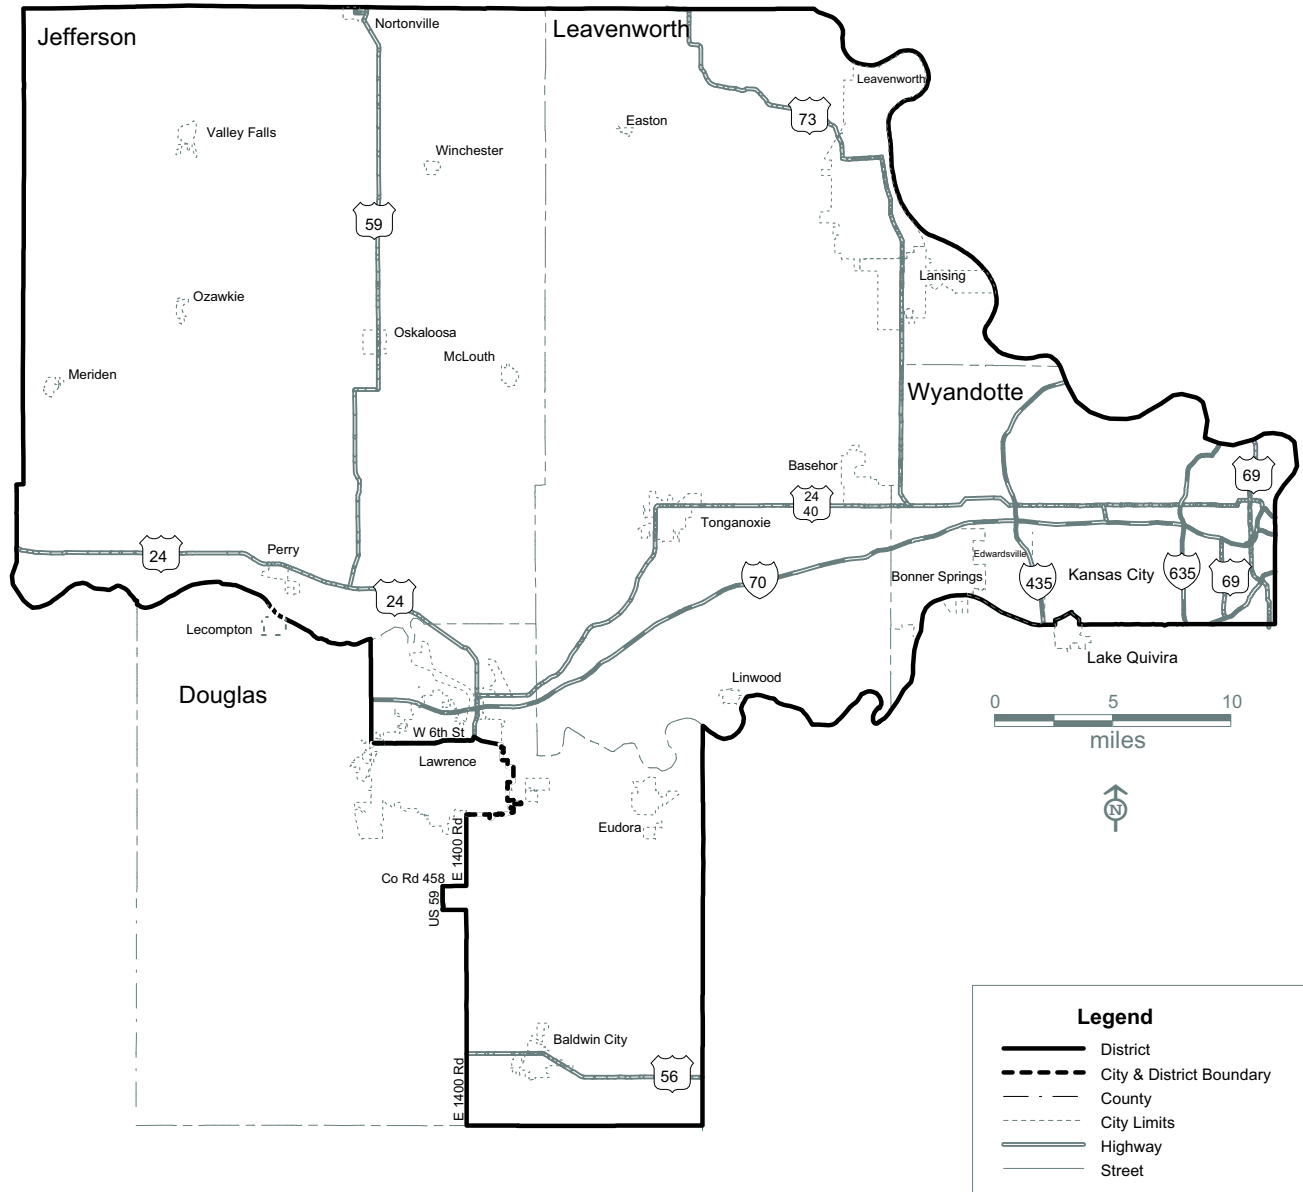 Jefferson
Nortonville
Leavenworth
Leavenworth
Valley Falls
Winchester
Easton
73
59
Ozawkie
Oskaloosa
McLouth
Meriden
Lansing
Wyandotte
Basehor
24
40
69
Tonganoxie
24
Perry
24
70
Edwardsville
Bonner Springs
435
Kansas City
635
69
Lecompton
Lake Quivira
Douglas
Linwood
0 5 10
miles
N
W 6th St
Lawrence
Eudora
E 1400 Rd
Co Rd 458
US 59
Baldwin City
56
E 1400 Rd
Legend
District
City & District Boundary
County
City Limits
Highway
Street